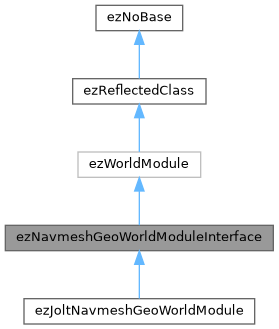 ezNoBase
ezReflectedClass
ezWorldModule
ezNavmeshGeoWorldModuleInterface
ezJoltNavmeshGeoWorldModule